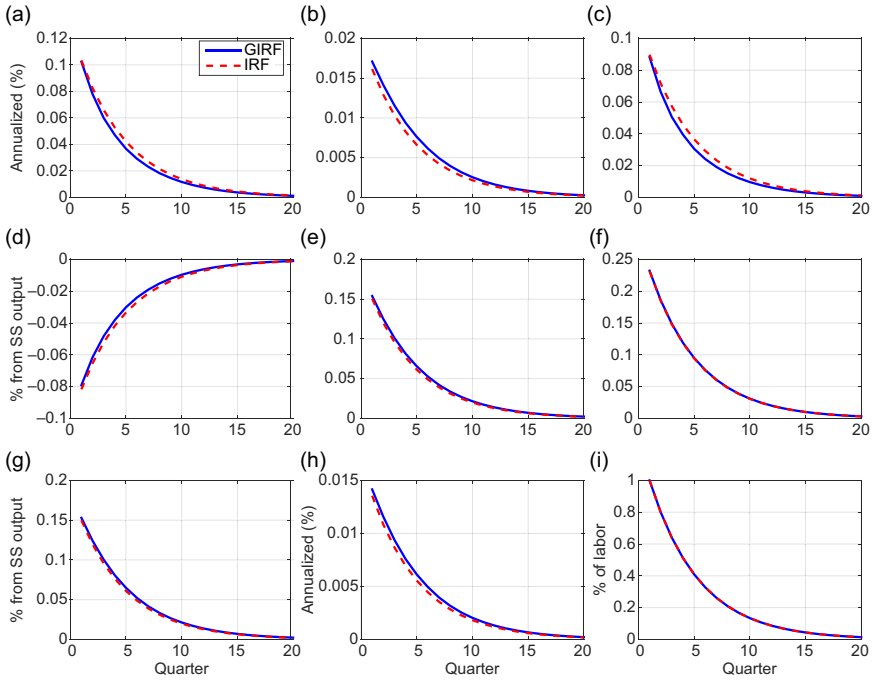 (a) (b) (c)
0.12 0.02 0.1
GIRF
IRF
0.1
0.08
0.06
0.04
0.02
0
Annualized (%)
0 5 10 15 20
0.015
0.01
0.005
0
0 5 10 15 20
0.08
0.06
0.04
0.02
0
0 5 10 15 20
(d) (e) (f)
0
–0.02
–0.04
–0.06
–0.08
–0.1
% from SS output
0 5 10 15 20
0.2
0.15
0.1
0.05
0
0 5 10 15 20
0.25
0.2
0.15
0.1
0.05
0
0 5 10 15 20
(g) (h) (i)
0.2
0.15
0.1
0.05
0
% from SS output
0 5 10 15 20
Quarter
0.015
0.01
0.005
0
Annualized (%)
0 5 10 15 20
Quarter
1
0.8
0.6
0.4
0.2
0
% of labor
0 5 10 15 20
Quarter